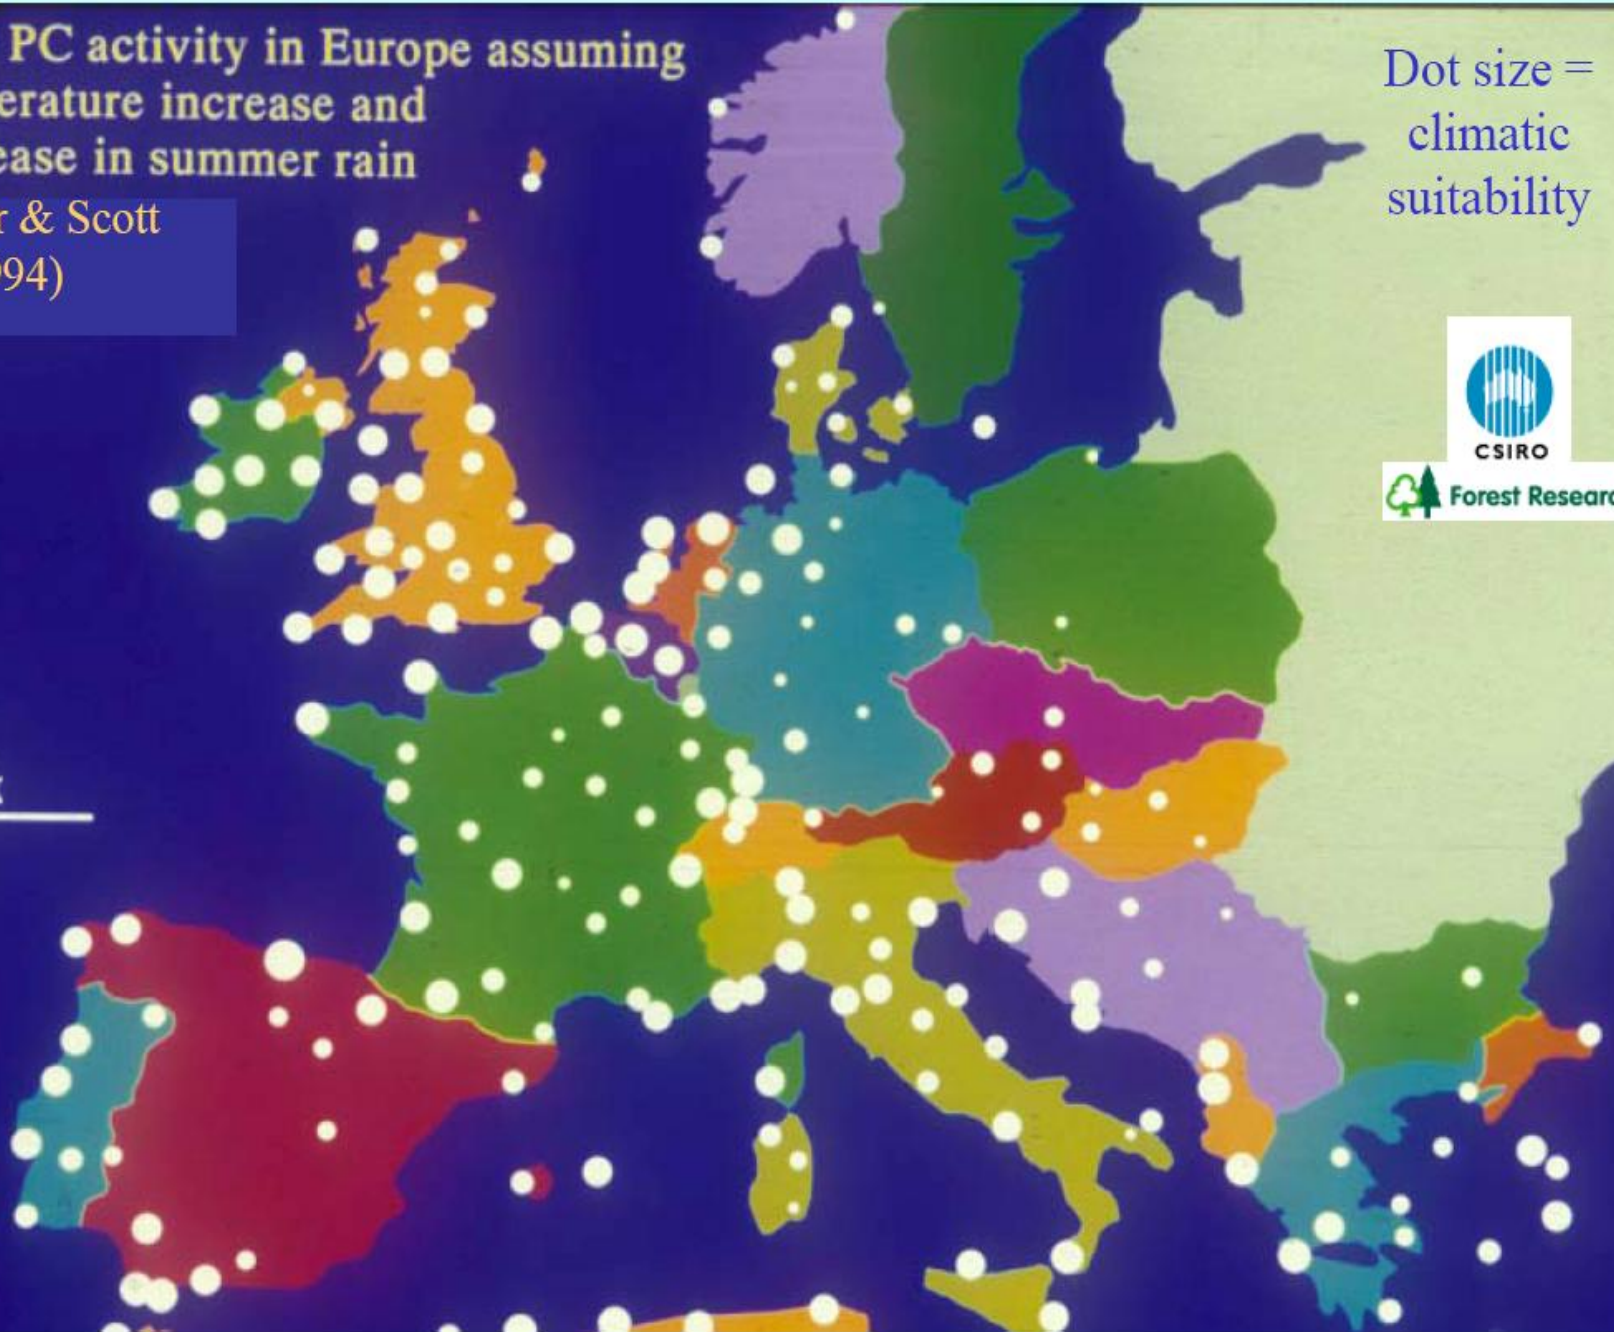 PC activity in Europe assuming
erature increase and
ease in summer rain
r & Scott
94)
Dot size =
climatic
suitability
CSIRO
Forest Researc